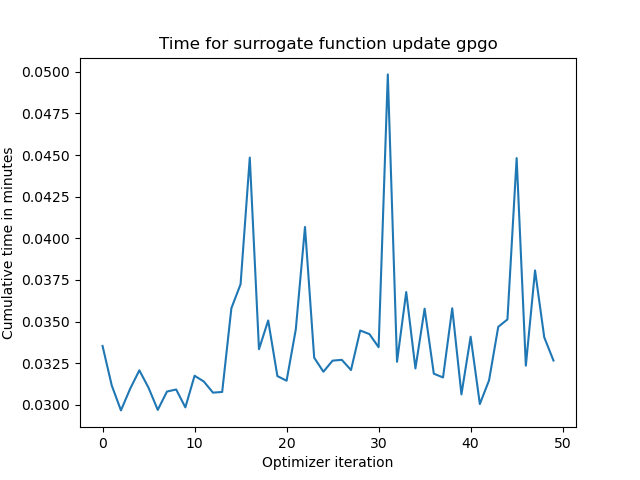 Time for surrogate function update gpgo
0.0500
0.0475
0.0450
0.0425
0.0400
0.0375
0.0350
0.0325
0.0300
Cumulative time in minutes
0 10 20 30 40 50
Optimizer iteration